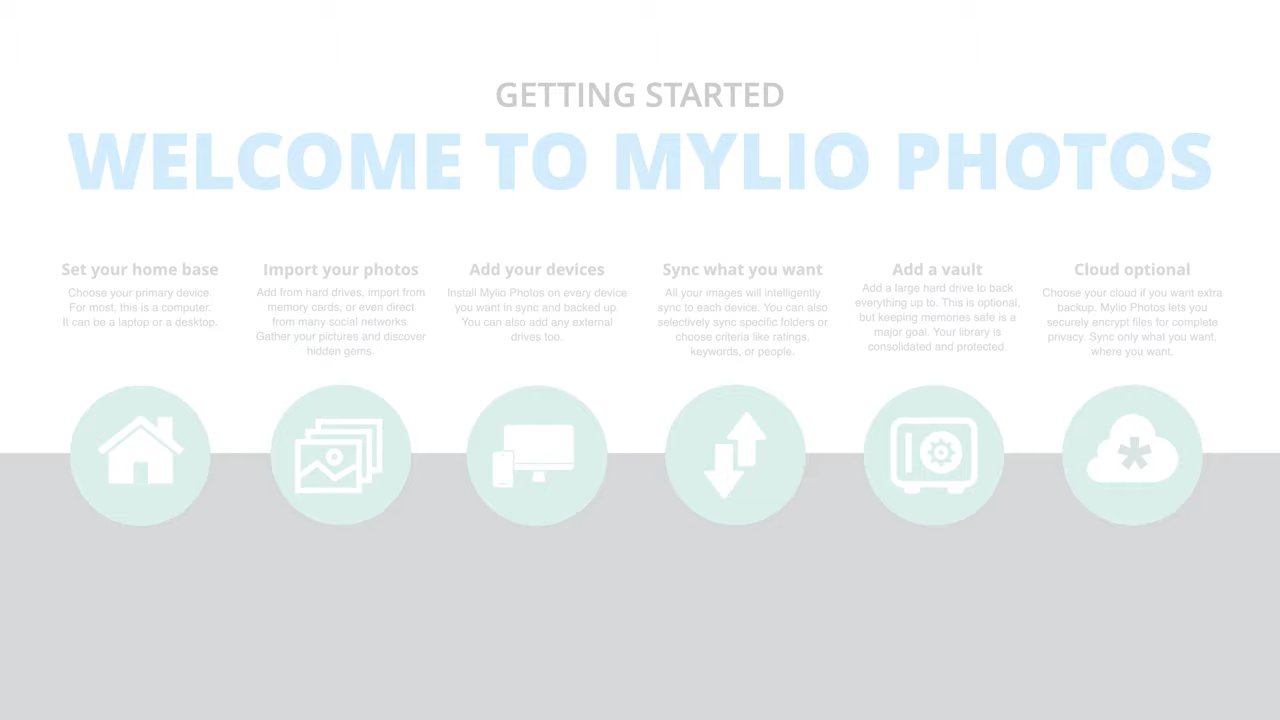 GETTING STARTED
WELCOME TO MYLIO PHOTOS
Set your home base
Choose your primary device.
For most, this is a computer.
It can be a laptop or a desktop.
Import your photos
Add from hard drives, import from
memory cards, or even direct
from many social networks.
Gather your pictures and discover
hidden gems.
Add your devices
Install Mylio Photos on every device
you want in sync and backed up.
You can also add any external
drives too.
Sync what you want
All your images will intelligently
sync to each device. You can also
selectively sync specific folders or
choose criteria like ratings,
keywords, or people.
Add a vault
Add a large hard drive to back
everything up to. This is optional,
but keeping memories safe is a
major goal. Your library is
consolidated and protected.
Cloud optional
Choose your cloud if you want extra
backup. Mylio Photos lets you
securely encrypt files for complete
privacy. Sync only what you want,
where you want.